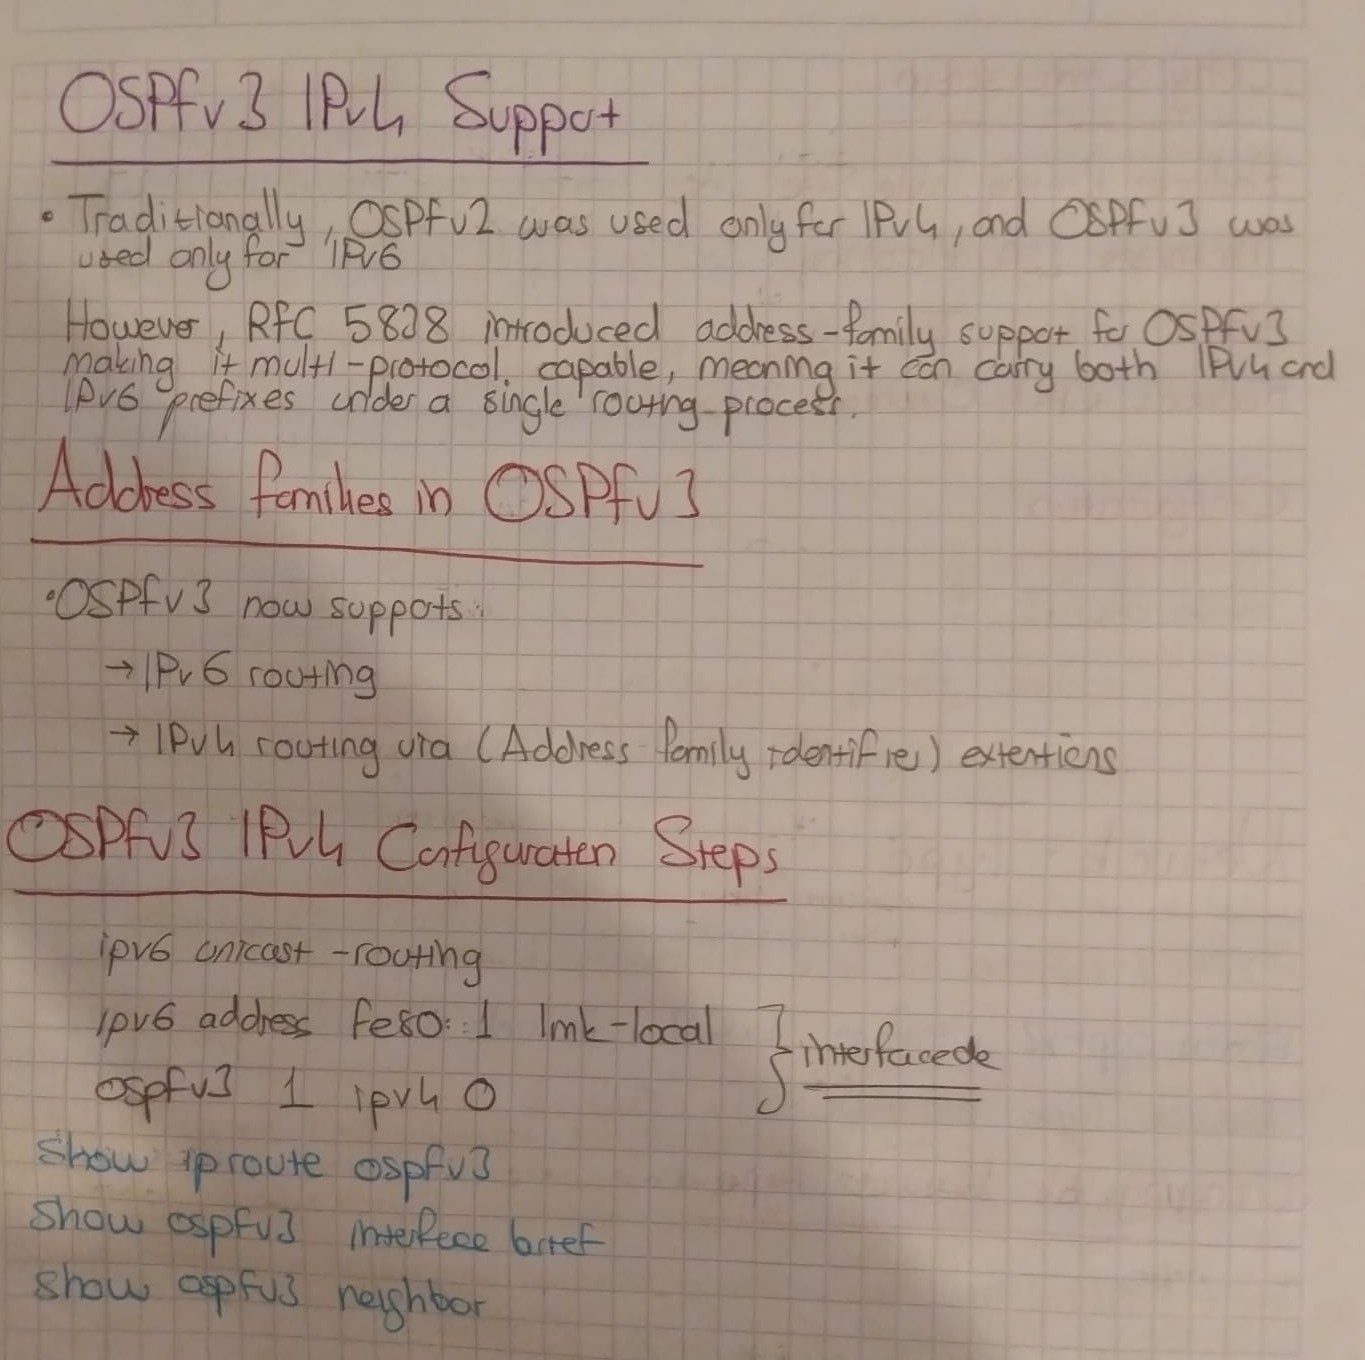 OSPFv3 IPv4 Support
• Traditionally, OSPFv2 was used only for IPv4, and OSPFv3 was
used only for IPv6
However, RFC 5838 introduced address-family support for OSPFv3
making it multi-protocol capable, meaning it can carry both IPv4 and
IPv6 prefixes under a single routing process.
Address families in OSPFv3
• OSPFv3 now supports:
→ IPv6 routing
→ IPv4 routing via (Address family identifier) extentions
OSPFv3 IPv4 Configuration Steps
ipv6 unicast-routing
ipv6 address fe80::1 link-local
ospfv3 1 ipv4 0
} interfacede
show ip route ospfv3
show ospfv3 interface brief
show ospfv3 neighbor